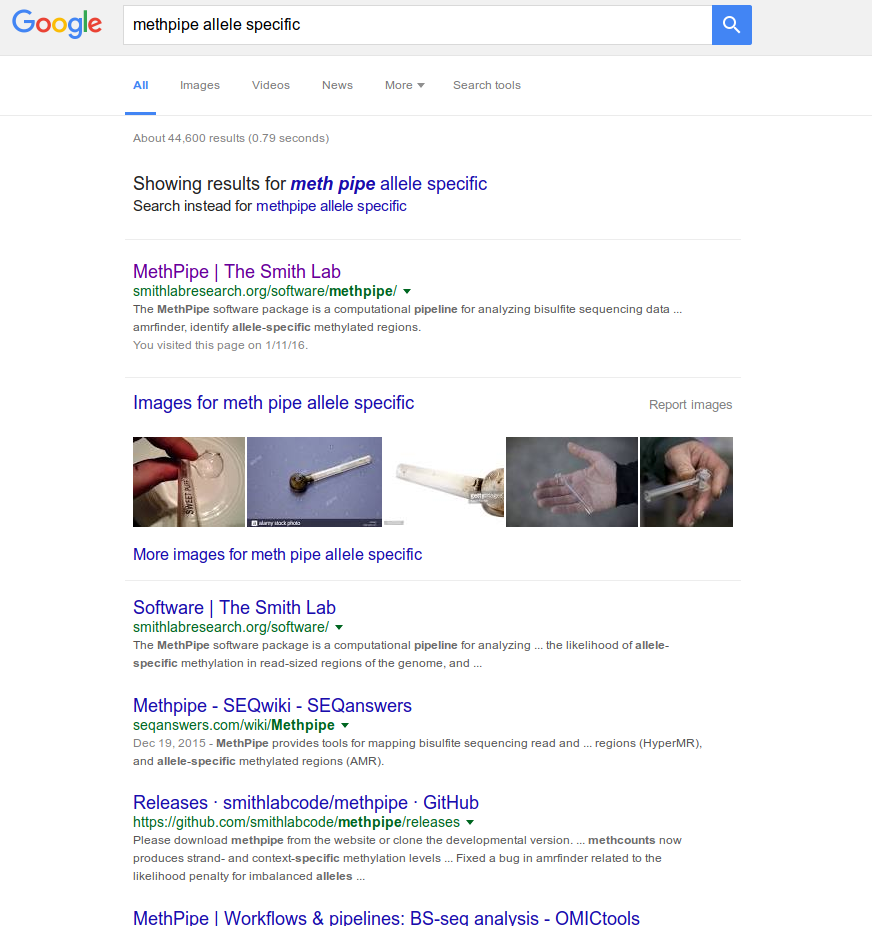 Google methpipe allele specific
All Images Videos News More Search tools
About 44,600 results (0.79 seconds)
Showing results for meth pipe allele specific
Search instead for methpipe allele specific
MethPipe | The Smith Lab
smithlabresearch.org/software/methpipe/
The MethPipe software package is a computational pipeline for analyzing bisulfite sequencing data ...
amrfinder, identify allele-specific methylated regions.
You visited this page on 1/11/16.
Images for meth pipe allele specific Report images
SWEET PUFF
alamy stock photo
gettyimages
More images for meth pipe allele specific
Software | The Smith Lab
smithlabresearch.org/software/
The MethPipe software package is a computational pipeline for analyzing ... the likelihood of allele-
specific methylation in read-sized regions of the genome, and ...
Methpipe - SEQwiki - SEQanswers
seqanswers.com/wiki/Methpipe
Dec 19, 2015 - MethPipe provides tools for mapping bisulfite sequencing read and ... regions (HyperMR),
and allele-specific methylated regions (AMR).
Releases · smithlabcode/methpipe · GitHub
https://github.com/smithlabcode/methpipe/releases
Please download methpipe from the website or clone the developmental version. ... methcounts now
produces strand- and context-specific methylation levels ... Fixed a bug in amrfinder related to the
likelihood penalty for imbalanced alleles ...
MethPipe | Workflows & pipelines: BS-seq analysis - OMICtools